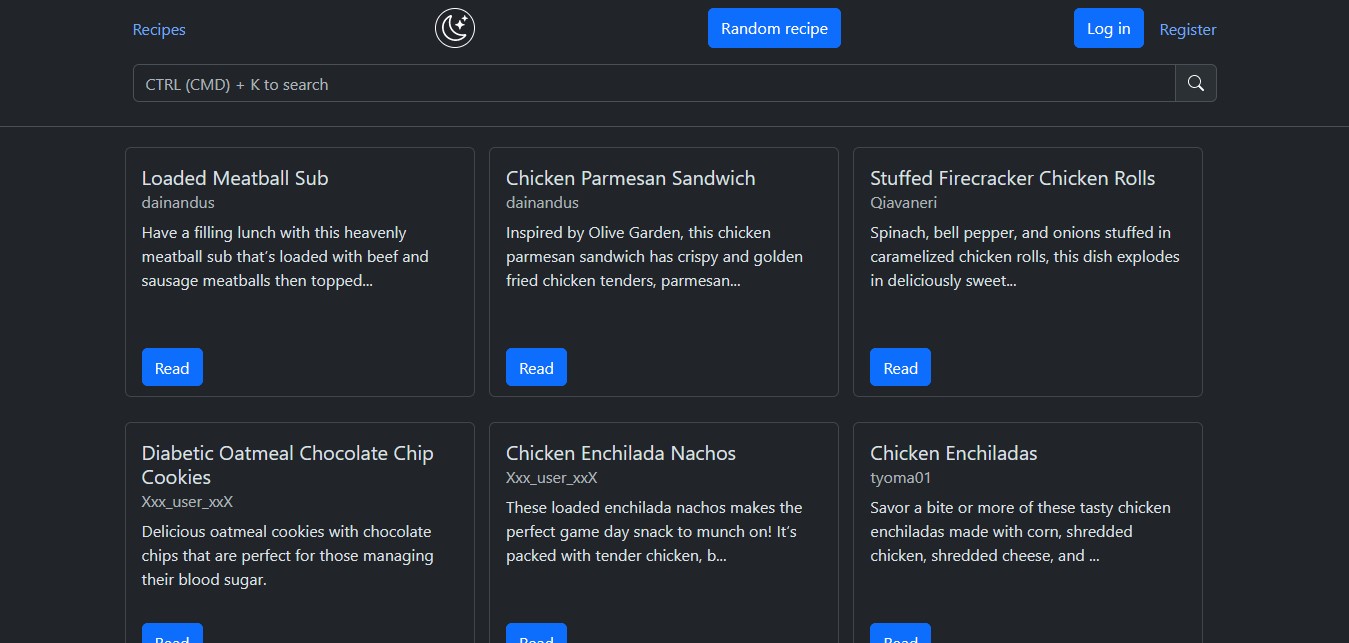 Recipes
Random recipe
Log in
Register
CTRL (CMD) + K to search
Loaded Meatball Sub
dainandus
Have a filling lunch with this heavenly
meatball sub that’s loaded with beef and
sausage meatballs then topped...
Read
Chicken Parmesan Sandwich
dainandus
Inspired by Olive Garden, this chicken
parmesan sandwich has crispy and golden
fried chicken tenders, parmesan...
Read
Stuffed Firecracker Chicken Rolls
Qiavaneri
Spinach, bell pepper, and onions stuffed in
caramelized chicken rolls, this dish explodes
in deliciously sweet...
Read
Diabetic Oatmeal Chocolate Chip
Cookies
Xxx_user_xxX
Delicious oatmeal cookies with chocolate
chips that are perfect for those managing
their blood sugar.
Read
Chicken Enchilada Nachos
Xxx_user_xxX
These loaded enchilada nachos makes the
perfect game day snack to munch on! It’s
packed with tender chicken, b...
Read
Chicken Enchiladas
tyoma01
Savor a bite or more of these tasty chicken
enchiladas made with corn, shredded
chicken, shredded cheese, and ...
Read